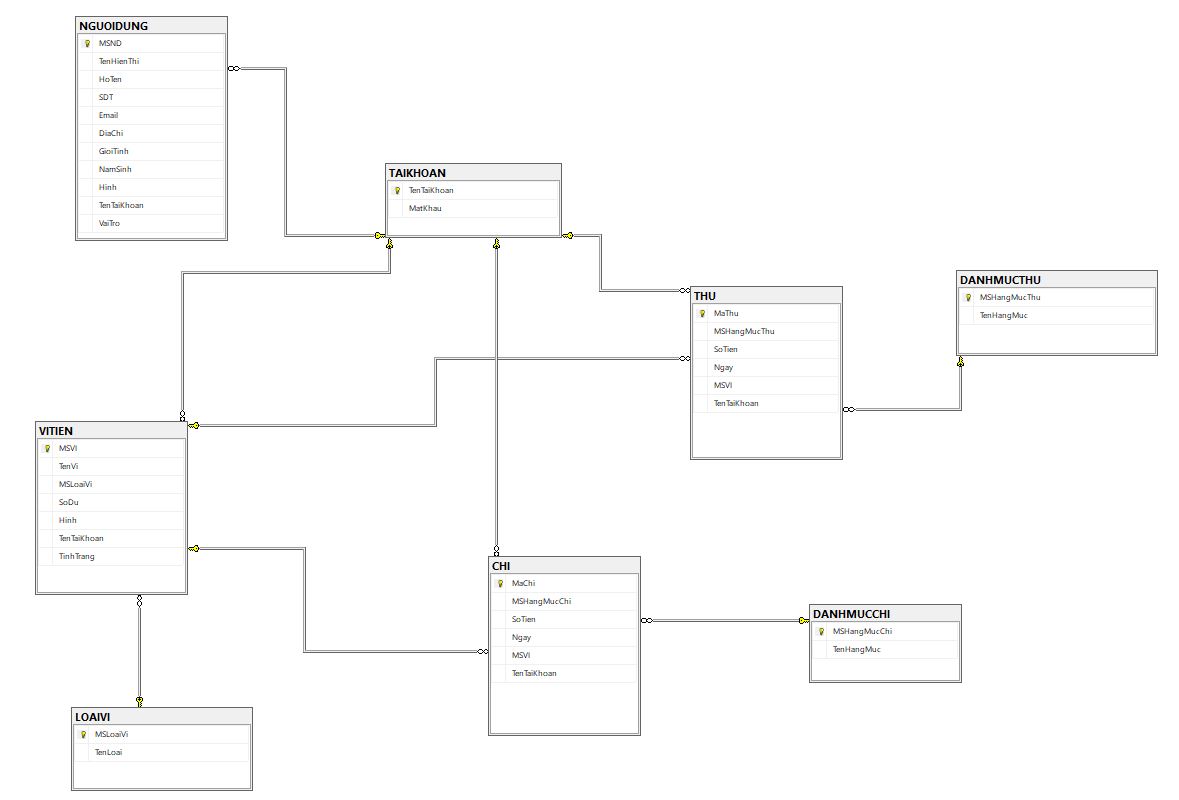 NGUOIDUNG
MSND
TenHienThi
HoTen
SDT
Email
DiaChi
GioiTinh
NamSinh
Hinh
TenTaiKhoan
VaiTro
TAIKHOAN
TenTaiKhoan
MatKhau
THU
MaThu
MSHangMucThu
SoTien
Ngay
MSVI
TenTaiKhoan
DANHMUCTHU
MSHangMucThu
TenHangMuc
VITIEN
MSVI
TenVi
MSLoaiVi
SoDu
Hinh
TenTaiKhoan
TinhTrang
CHI
MaChi
MSHangMucChi
SoTien
Ngay
MSVI
TenTaiKhoan
DANHMUCCHI
MSHangMucChi
TenHangMuc
LOAIVI
MSLoaiVi
TenLoai